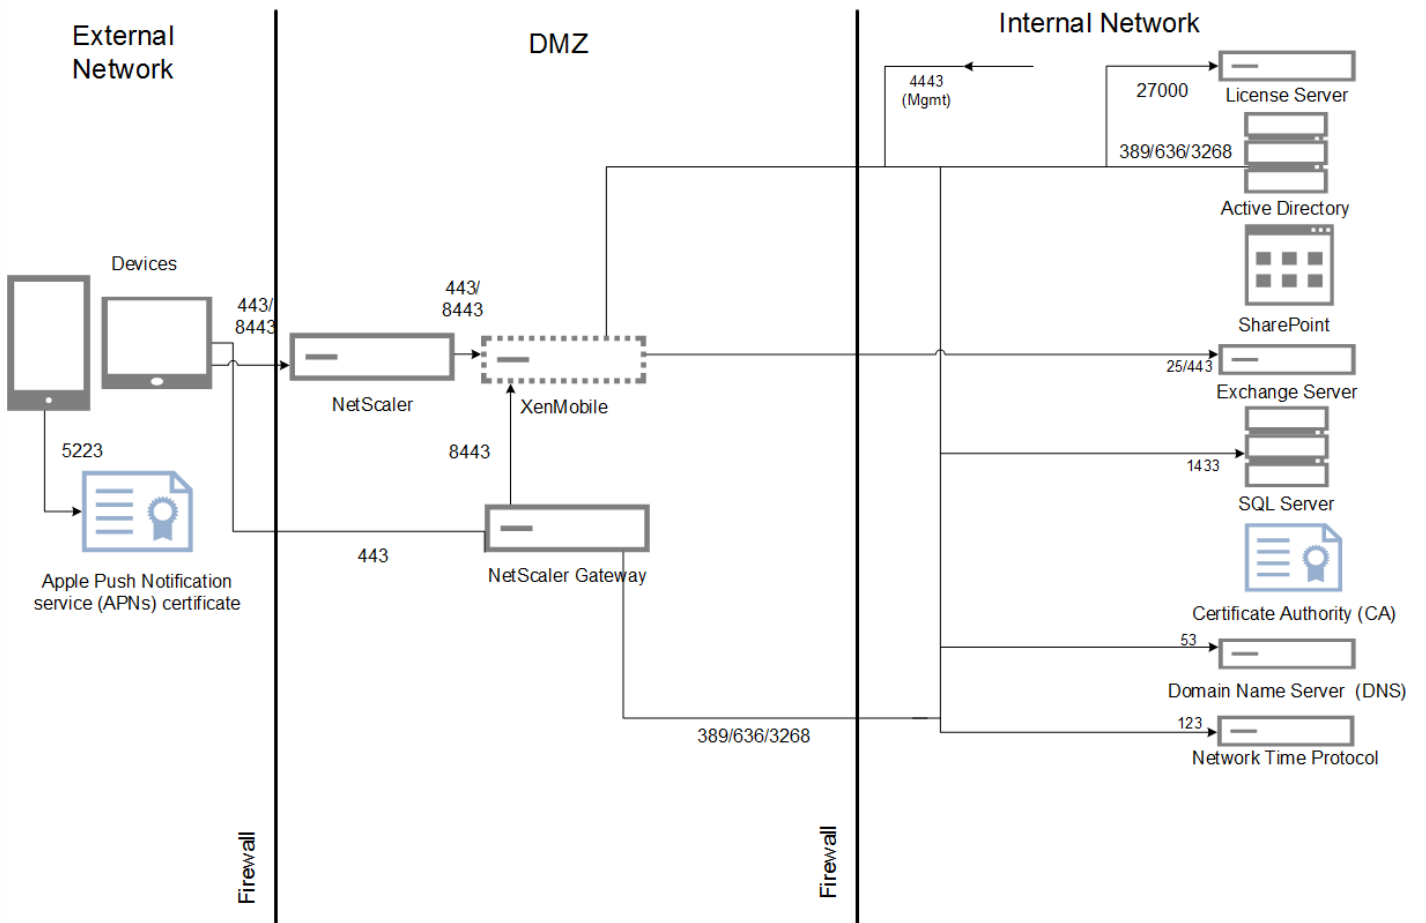 External
Network
DMZ
Internal Network
4443
(Mgmt)
27000
License Server
389/636/3268
Active Directory
SharePoint
Devices
443/
8443
443/
8443
NetScaler
XenMobile
25/443
Exchange Server
5223
8443
1433
SQL Server
Apple Push Notification
service (APNs) certificate
443
NetScaler Gateway
Certificate Authority (CA)
53
Domain Name Server (DNS)
389/636/3268
123
Network Time Protocol
Firewall
Firewall